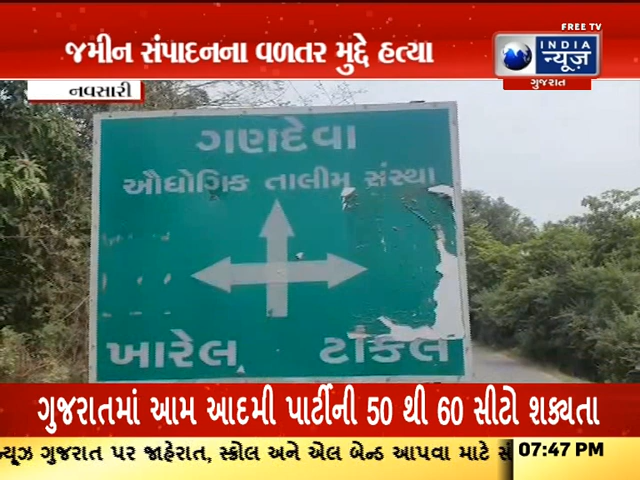 જમીન સંપાદનના વળતર મુદ્દે હત્યા
FREE TV
INDIA
न्यूज़
ગુજરાત
નવસારી
ગણદેવા
ઔધોગિક તાલીમ સંસ્થા
ખારેલ
ટાંકલ
ગુજરાતમાં આમ આદમી પાર્ટીની 50 થી 60 સીટો શક્યતા
ન્યૂઝ ગુજરાત પર જાહેરાત, સ્ક્રોલ અને એલ બેન્ડ આપવા માટે
07:47 PM